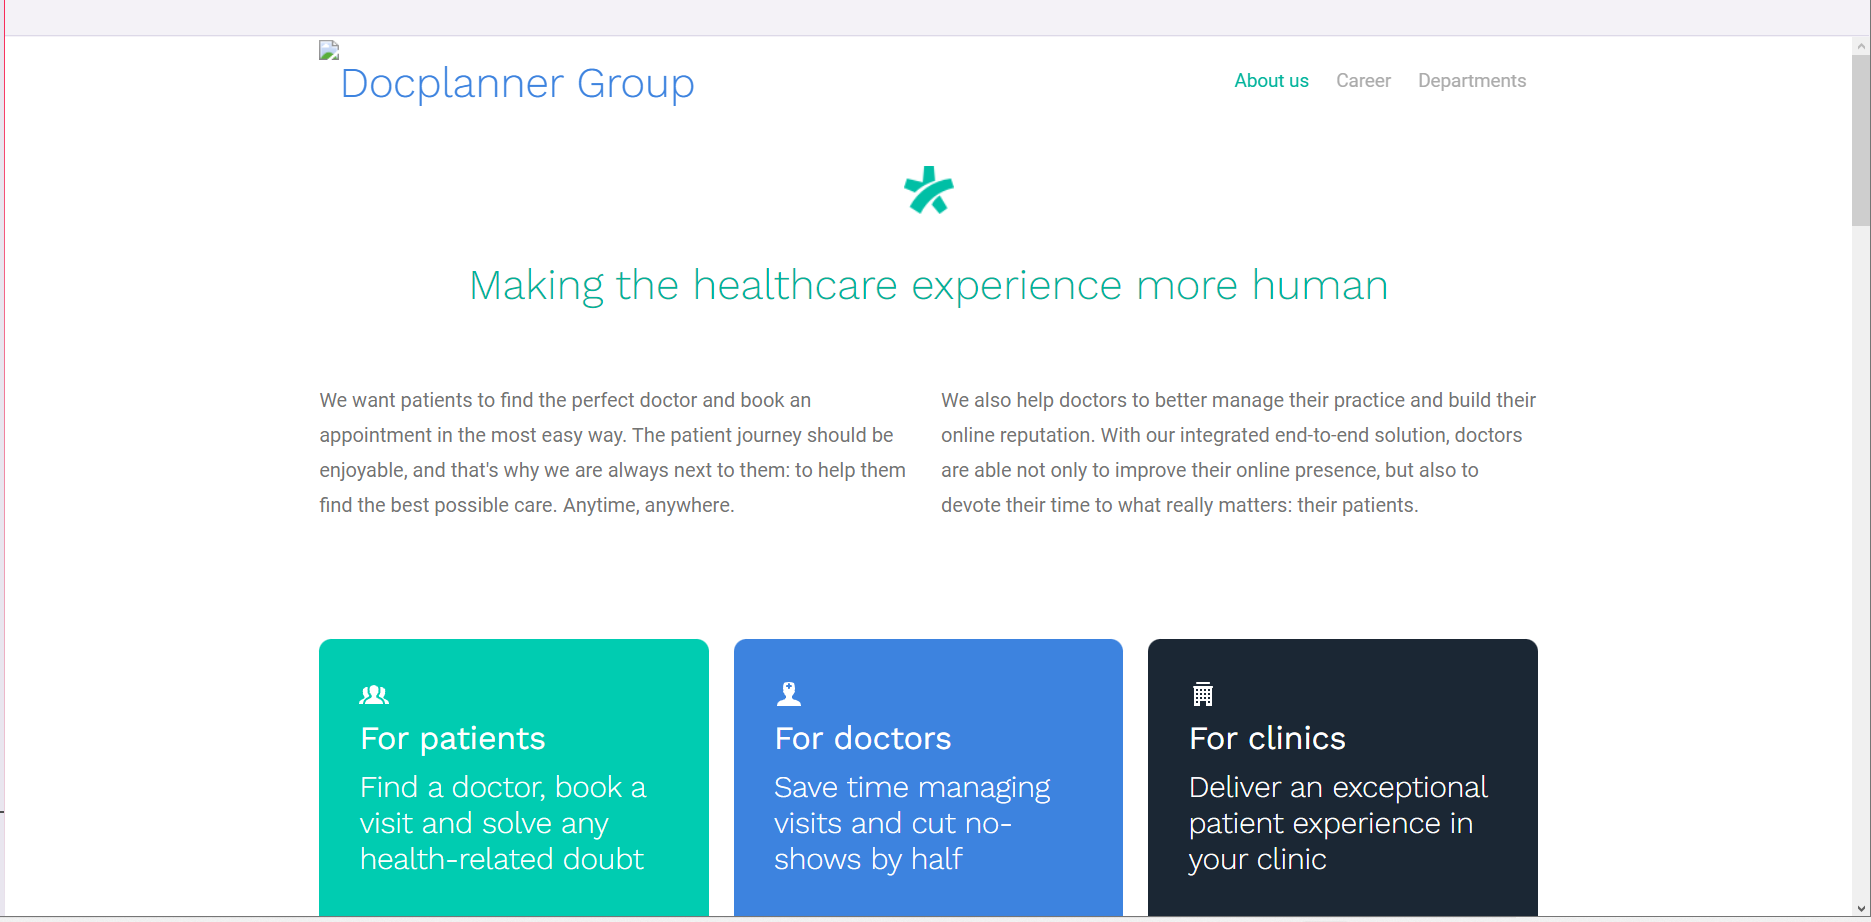 Docplanner Group
About us Career Departments
Making the healthcare experience more human
We want patients to find the perfect doctor and book an
appointment in the most easy way. The patient journey should be
enjoyable, and that's why we are always next to them: to help them
find the best possible care. Anytime, anywhere.
We also help doctors to better manage their practice and build their
online reputation. With our integrated end-to-end solution, doctors
are able not only to improve their online presence, but also to
devote their time to what really matters: their patients.
For patients
Find a doctor, book a
visit and solve any
health-related doubt
For doctors
Save time managing
visits and cut no-
shows by half
For clinics
Deliver an exceptional
patient experience in
your clinic